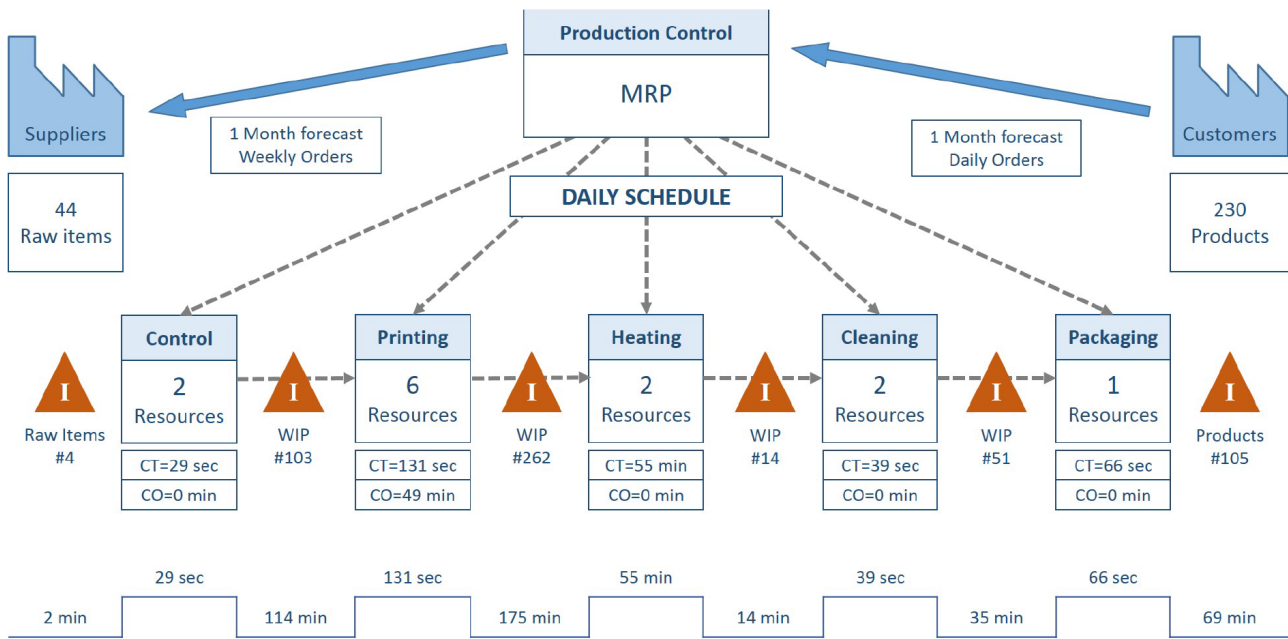 Production Control
MRP
Suppliers
Customers
1 Month forecast
Weekly Orders
1 Month forecast
Daily Orders
44
Raw items
DAILY SCHEDULE
230
Products
Control
2
Resources
CT=29 sec
CO=0 min
Printing
6
Resources
CT=131 sec
CO=49 min
Heating
2
Resources
CT=55 min
CO=0 min
Cleaning
2
Resources
CT=39 sec
CO=0 min
Packaging
1
Resources
CT=66 sec
CO=0 min
I
Raw Items
#4
I
WIP
#103
I
WIP
#262
I
WIP
#14
I
WIP
#51
I
Products
#105
2 min
29 sec
114 min
131 sec
175 min
55 min
14 min
39 sec
35 min
66 sec
69 min